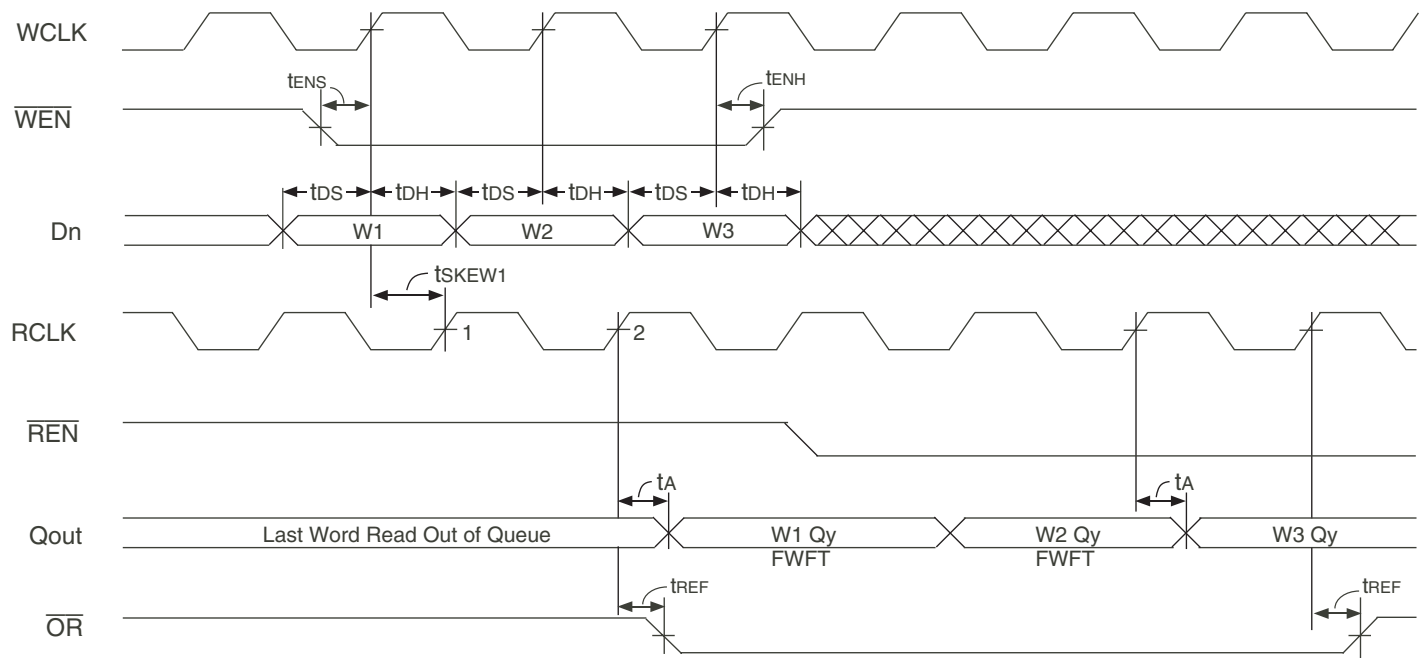 WCLK
tENS
tENH
WEN
tDS tDH tDS tDH tDS tDH
Dn
W1 W2 W3
tSKEW1
RCLK
1 2
REN
tA tA
Qout
Last Word Read Out of Queue W1 Qy W2 Qy W3 Qy
FWFT FWFT
tREF tREF
OR